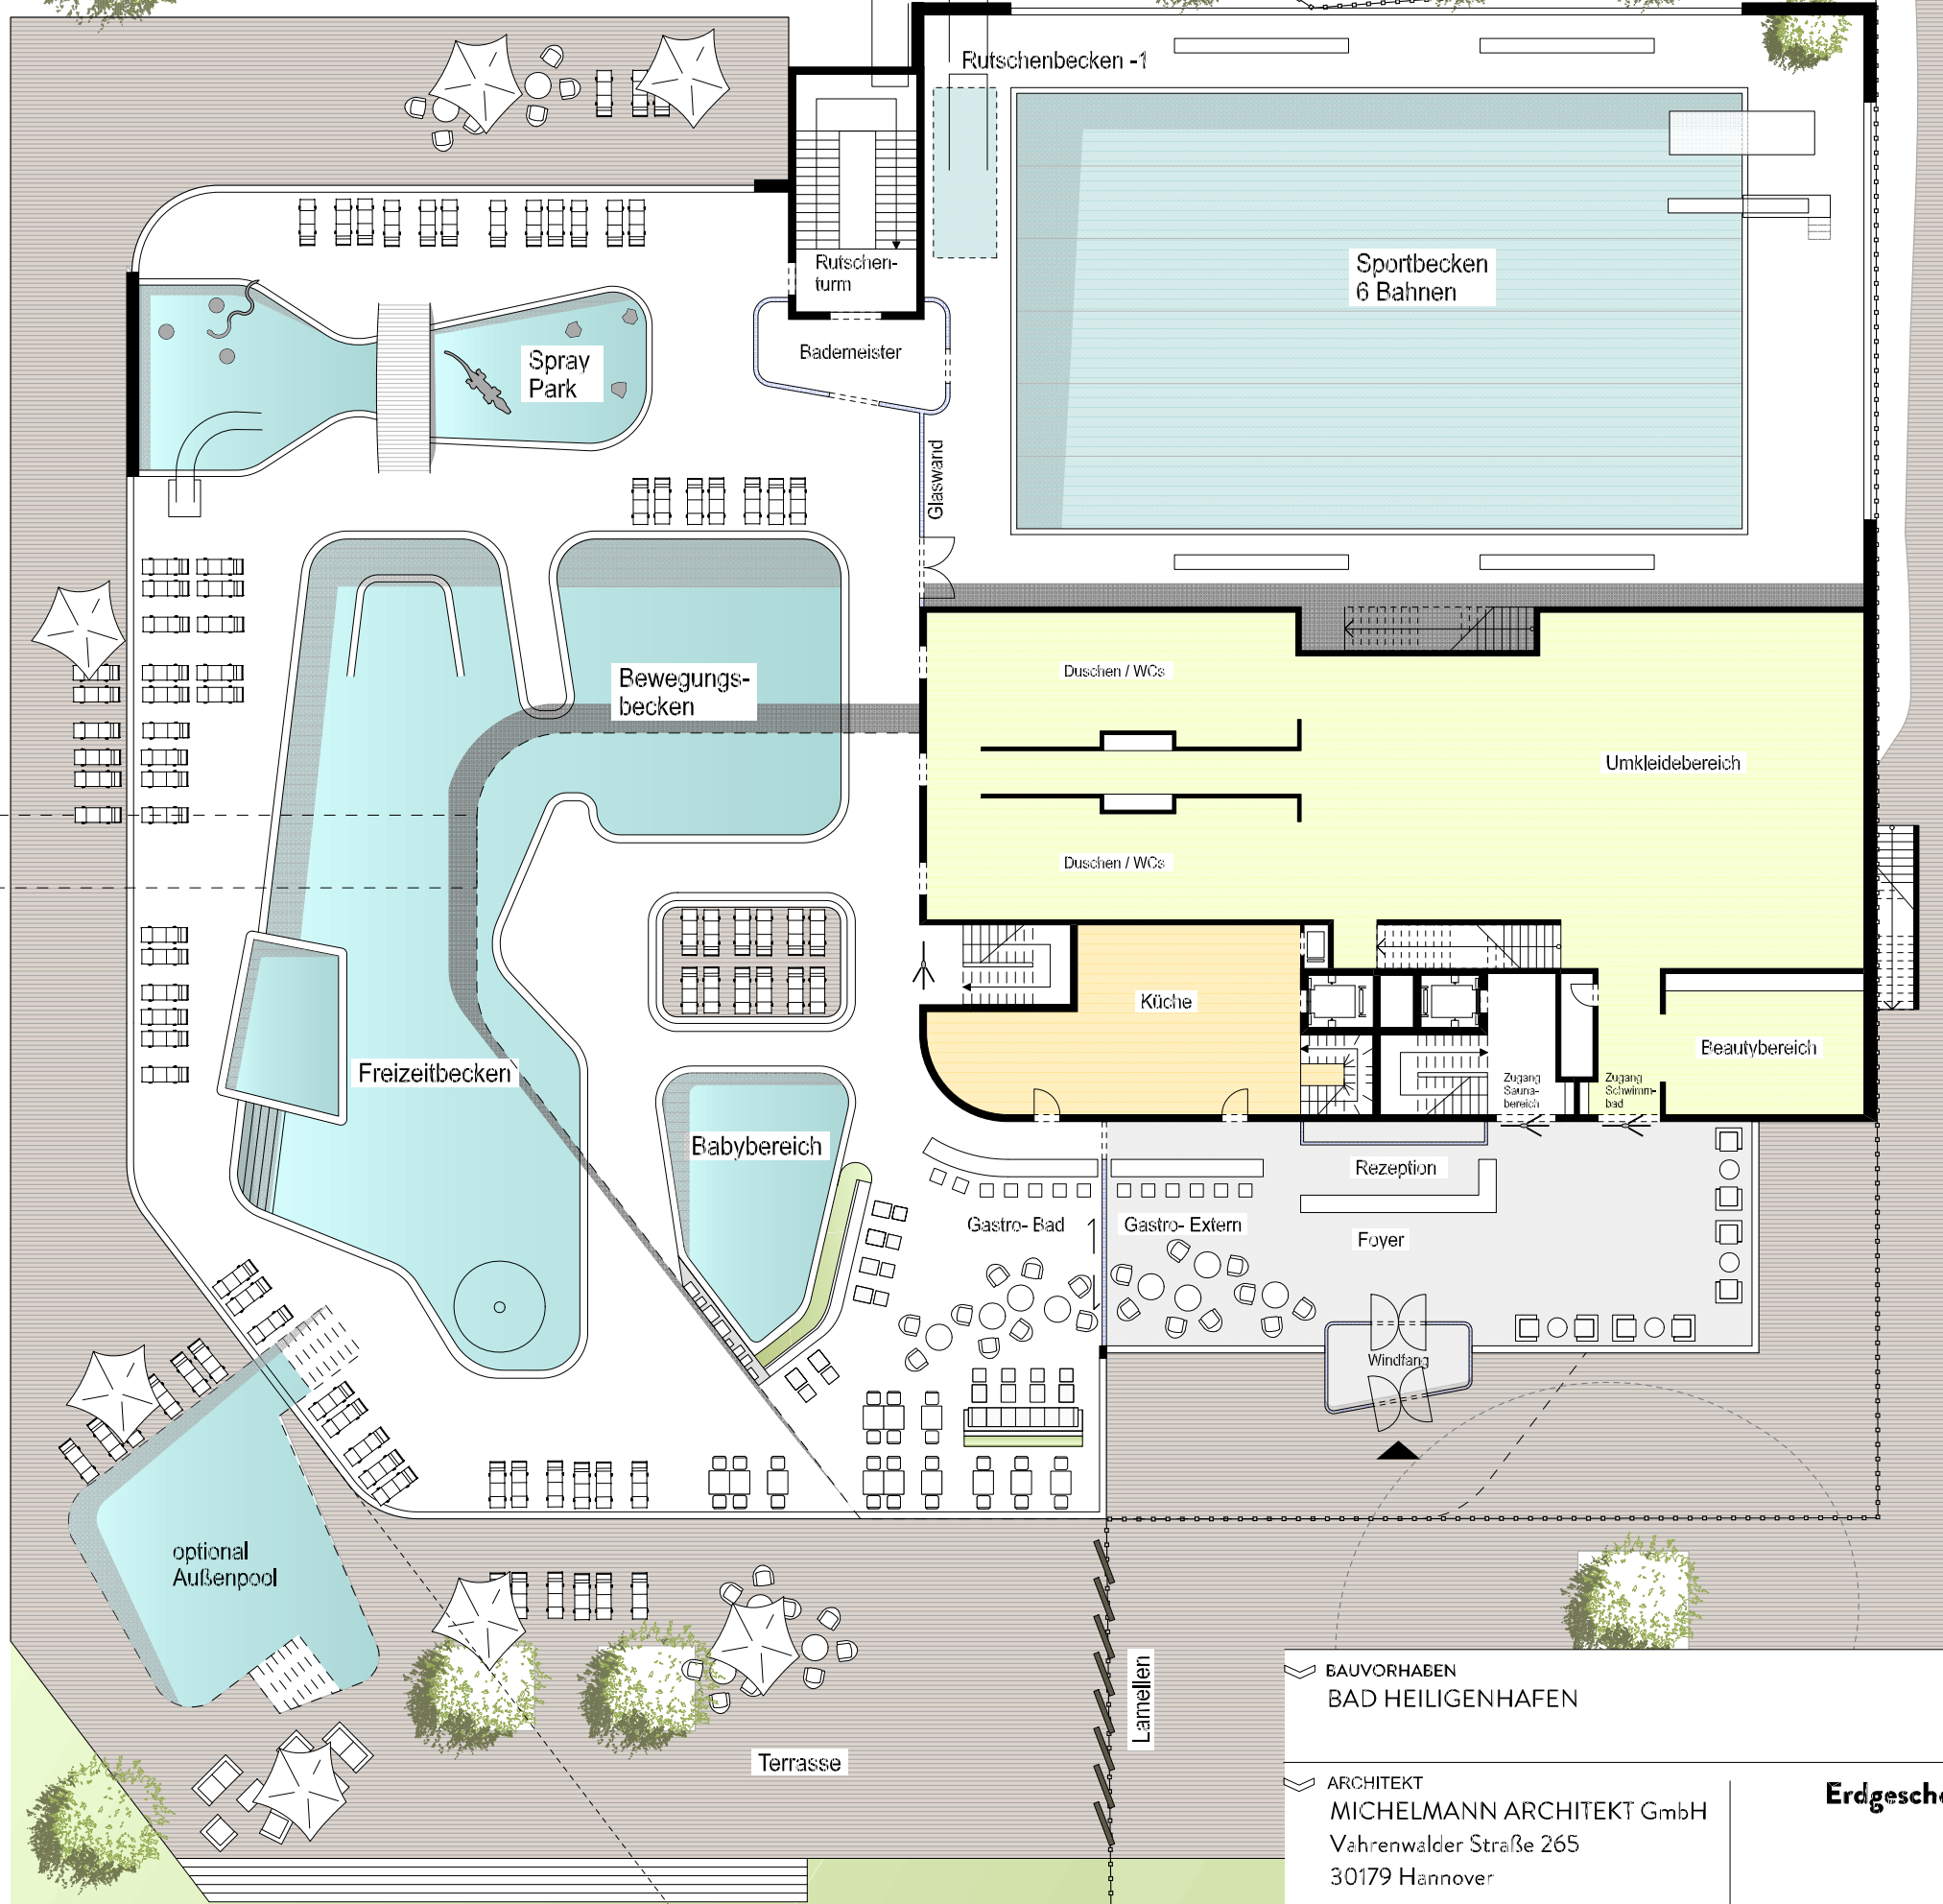 Rutschenbecken -1
Rutschen-
turm
Sportbecken
6 Bahnen
Bademeister
Spray
Park
Glaswand
Duschen / WCs
Bewegungs-
becken
Umkleidebereich
Duschen / WCs
Küche
Beautybereich
Freizeitbecken
Zugang
Sauna-
bereich
Zugang
Schwimm-
bad
Babybereich
Rezeption
Gastro- Bad
Gastro- Extern
Foyer
Windfang
optional
Außenpool
Lamellen
Terrasse
BAUVORHABEN
BAD HEILIGENHAFEN
ARCHITEKT
MICHELMANN ARCHITEKT GmbH
Vahrenwalder Straße 265
30179 Hannover